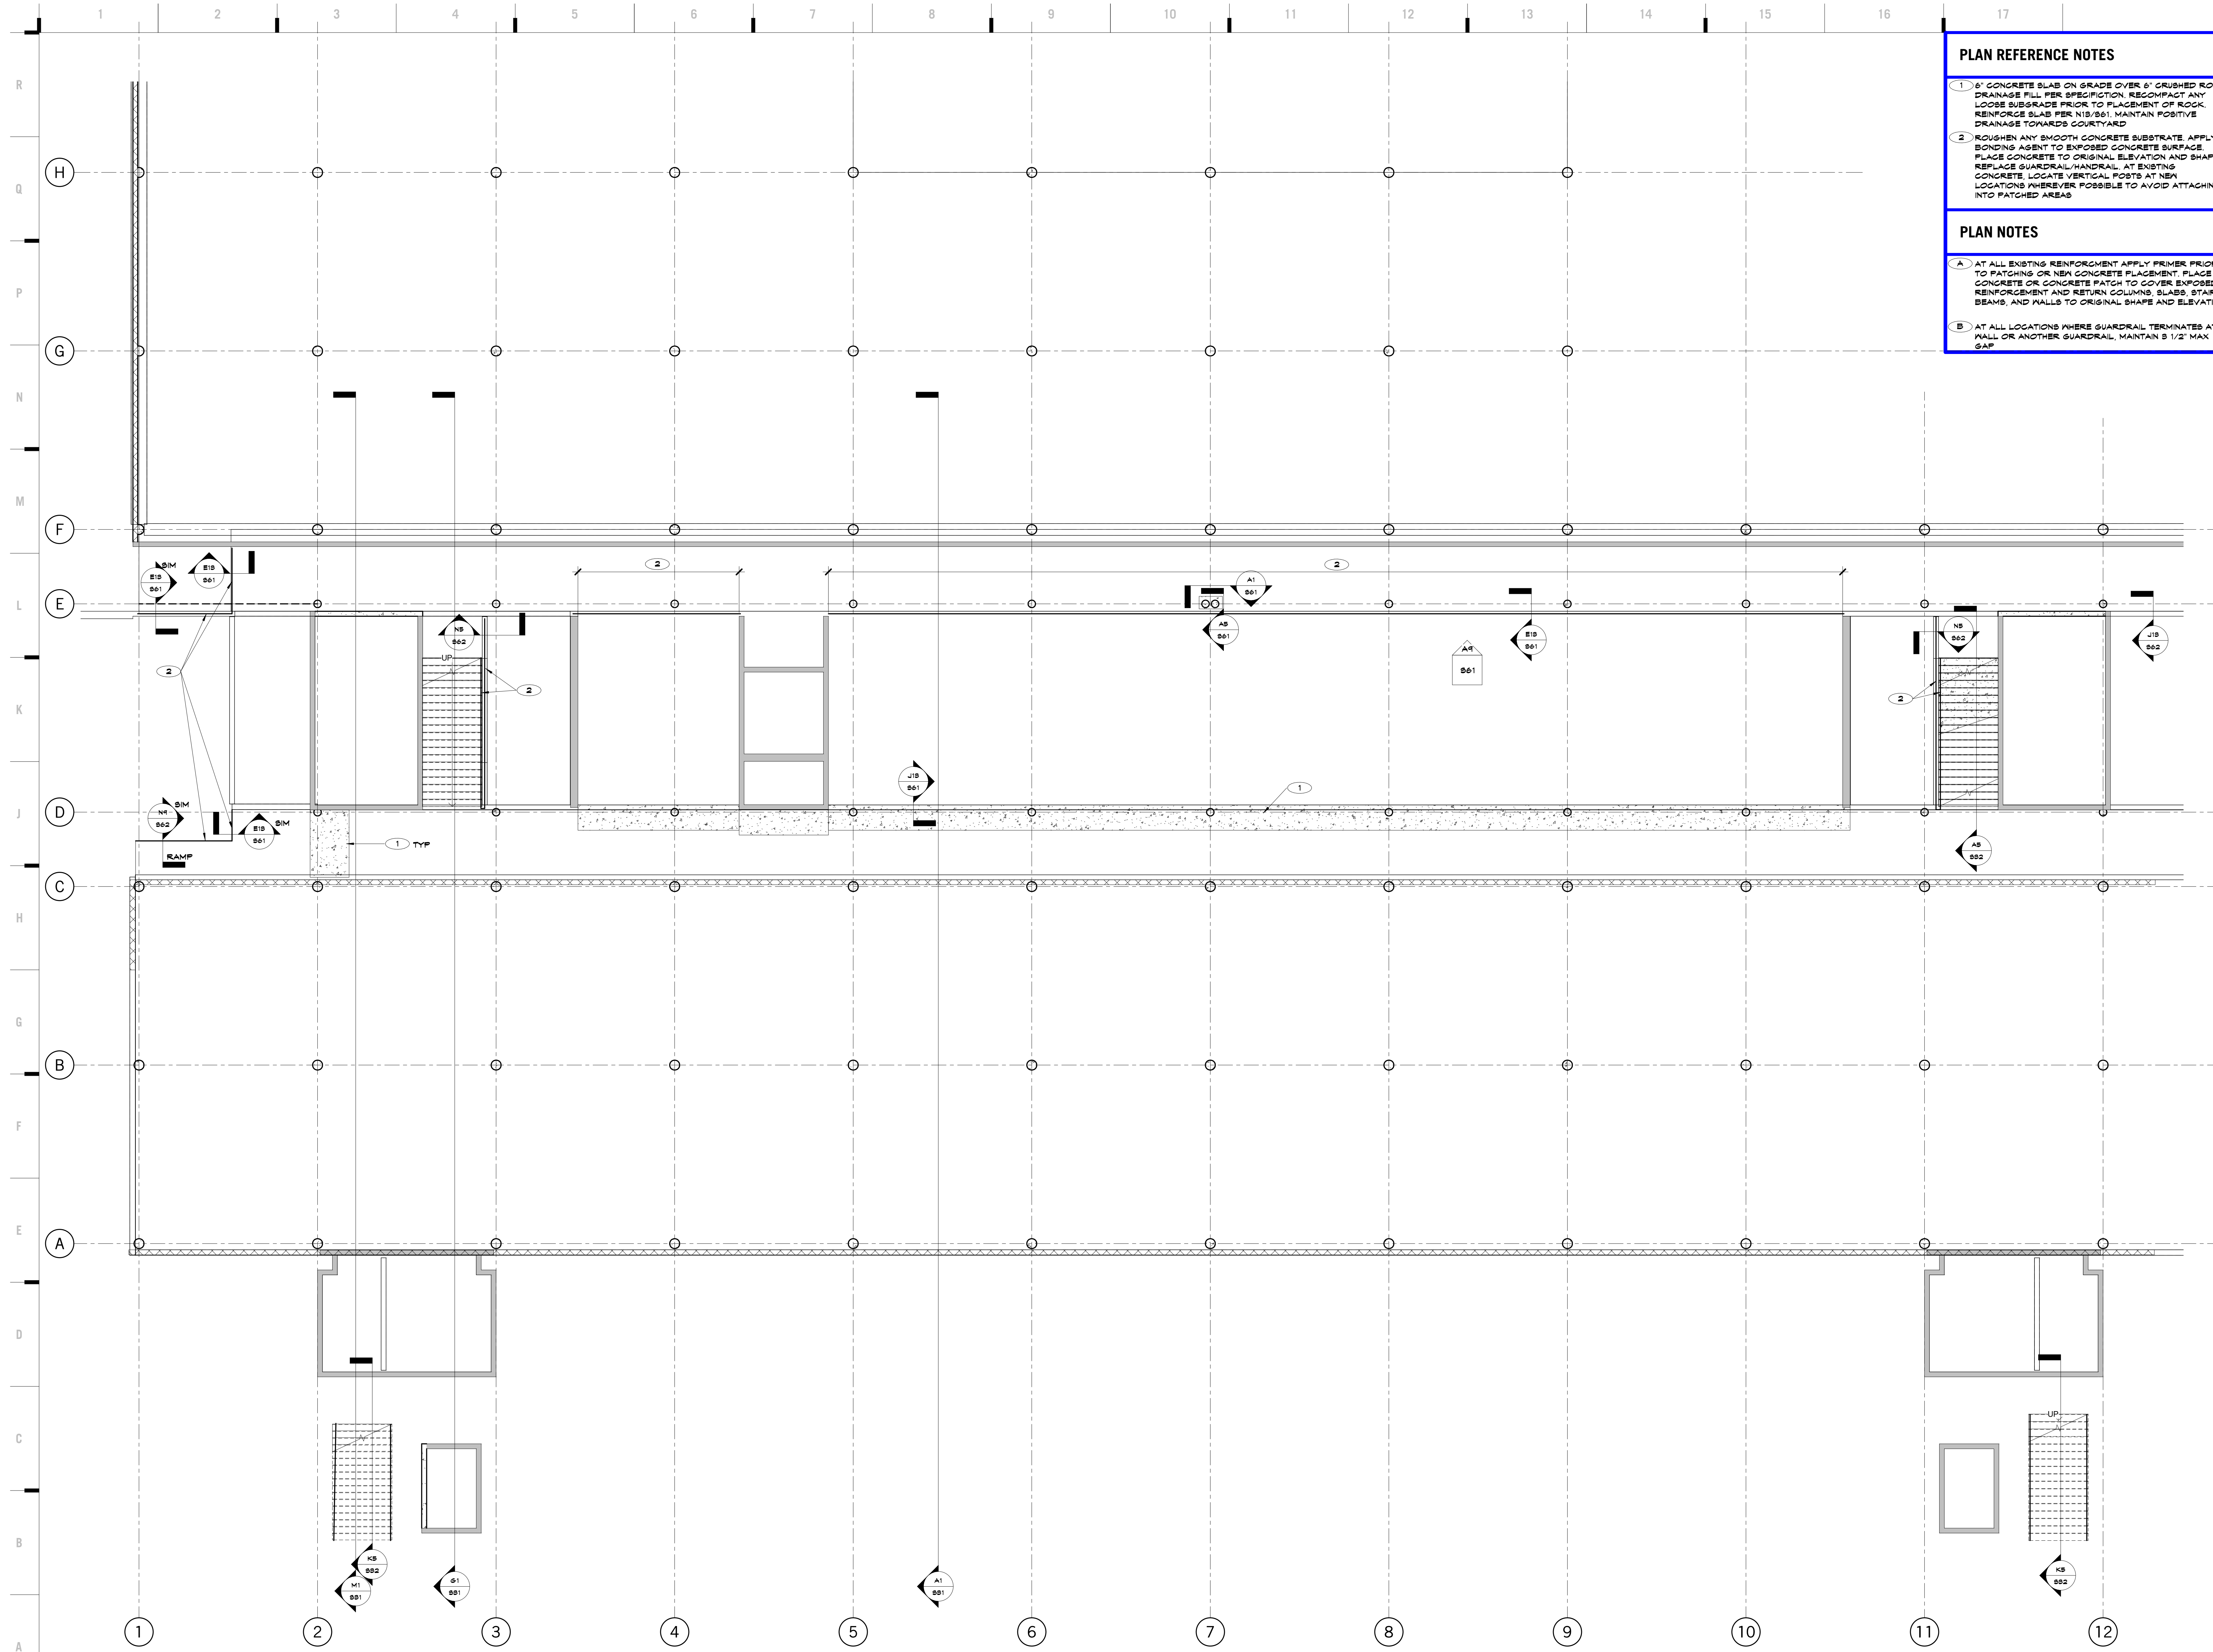 1 2 3 4 5 6 7 8 9 10 11 12 13 14 15 16 17
PLAN REFERENCE NOTES
1 6" CONCRETE SLAB ON GRADE OVER 6" CRUSHED RO
DRAINAGE FILL PER SPECIFICTION. RECOMPACT ANY
LOOSE SUBGRADE PRIOR TO PLACEMENT OF ROCK.
REINFORCE SLAB PER N13/S61. MAINTAIN POSITIVE
DRAINAGE TOWARDS COURTYARD
2 ROUGHEN ANY SMOOTH CONCRETE SUBSTRATE. APPLY
BONDING AGENT TO EXPOSED CONCRETE SURFACE.
PLACE CONCRETE TO ORIGINAL ELEVATION AND SHAP
REPLACE GUARDRAIL/HANDRAIL. AT EXISTING
CONCRETE, LOCATE VERTICAL POSTS AT NEW
LOCATIONS WHEREVER POSSIBLE TO AVOID ATTACHIN
INTO PATCHED AREAS
PLAN NOTES
A AT ALL EXISTING REINFORCMENT APPLY PRIMER PRIOR
TO PATCHING OR NEW CONCRETE PLACEMENT. PLACE
CONCRETE OR CONCRETE PATCH TO COVER EXPOSED
REINFORCEMENT AND RETURN COLUMNS, SLABS, STAIR
BEAMS, AND WALLS TO ORIGINAL SHAPE AND ELEVATI
B AT ALL LOCATIONS WHERE GUARDRAIL TERMINATES AT
WALL OR ANOTHER GUARDRAIL, MAINTAIN 3 1/2" MAX
GAP
R
H
Q
P
G
N
M
F
SIM
E13
S61
E13
S61
2
2
A1
S61
L
E
N5
S62
A5
S61
E13
S61
N5
S62
J13
S62
A9
S61
UP
2
2
2
K
J13
S61
1
J
D
N9
S62
SIM
E13
S61
SIM
RAMP
1 TYP
A5
S32
C
H
G
B
F
E
A
D
C
UP
B
K5
S32
M1
S31
G1
S31
A1
S31
K5
S32
1 2 3 4 5 6 7 8 9 10 11 12
A